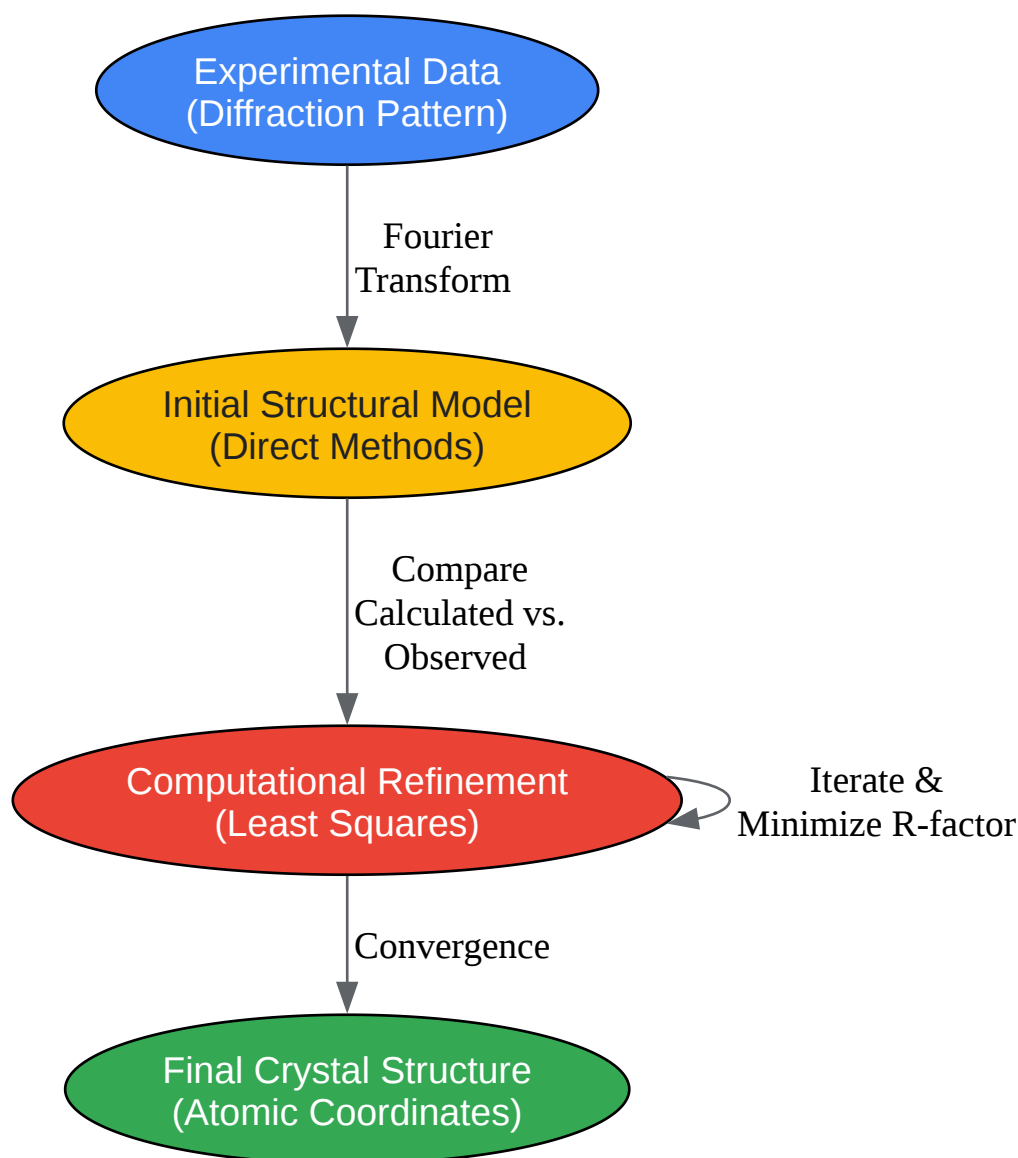 Experimental Data
(Diffraction Pattern)
Fourier
Transform
Initial Structural Model
(Direct Methods)
Compare
Calculated vs.
Observed
Computational Refinement
(Least Squares)
Iterate &
Minimize R-factor
Convergence
Final Crystal Structure
(Atomic Coordinates)